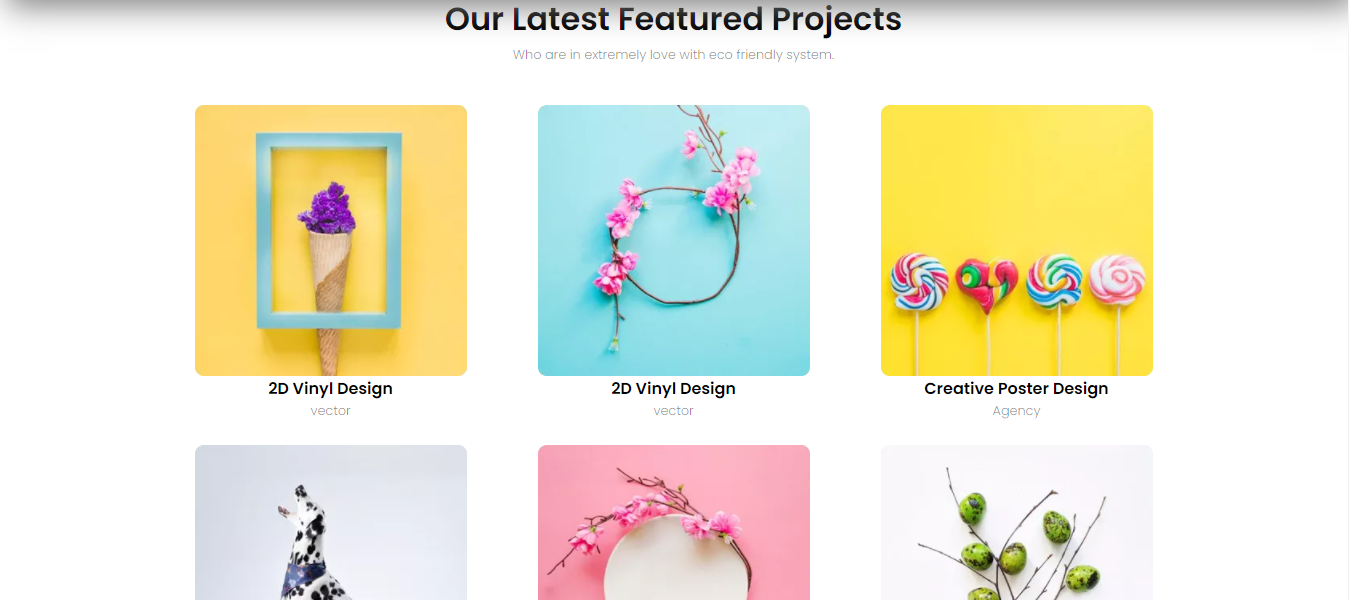 Our Latest Featured Projects
Who are in extremely love with eco friendly system.
2D Vinyl Design
vector
2D Vinyl Design
vector
Creative Poster Design
Agency